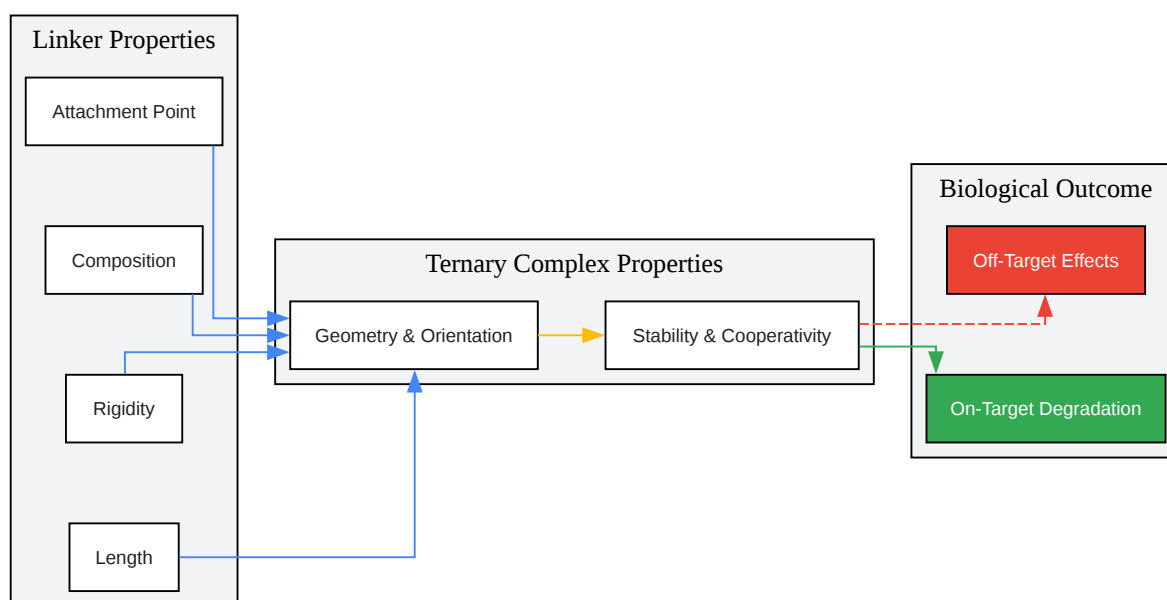 Linker Properties
Attachment Point
Composition
Rigidity
Length
Ternary Complex Properties
Geometry & Orientation
Stability & Cooperativity
Biological Outcome
Off-Target Effects
On-Target Degradation